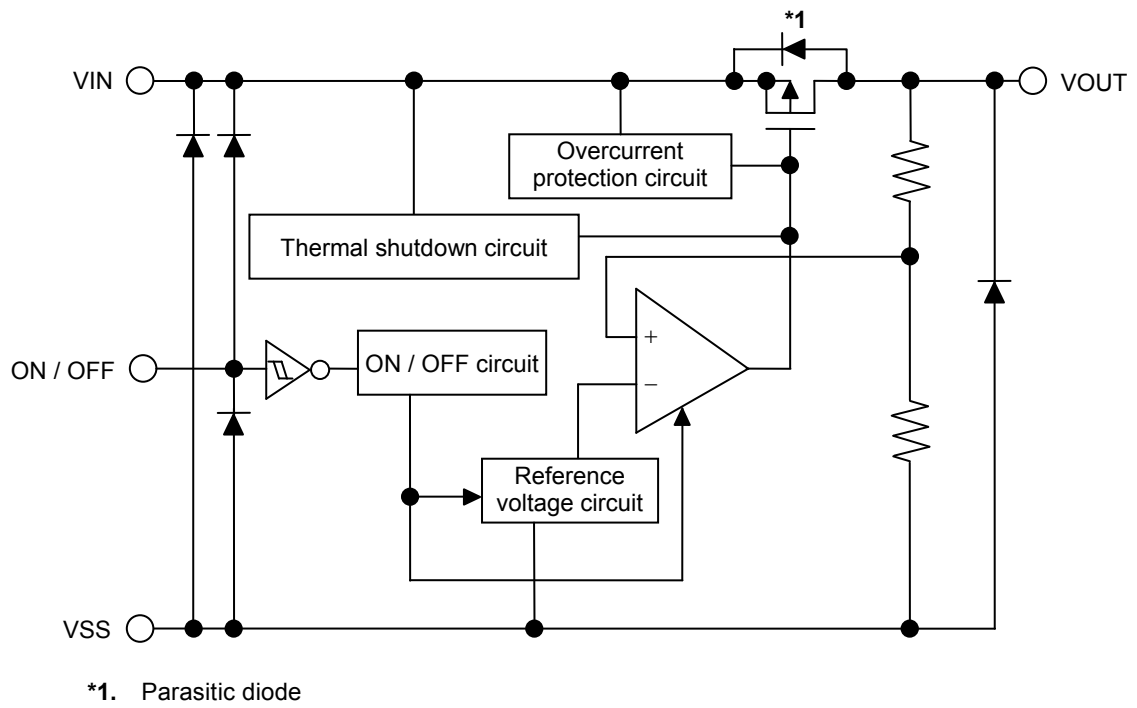 *1
VIN
VOUT
Overcurrent
protection circuit
Thermal shutdown circuit
+
−
ON / OFF
ON / OFF circuit
Reference
voltage circuit
VSS
*1. Parasitic diode